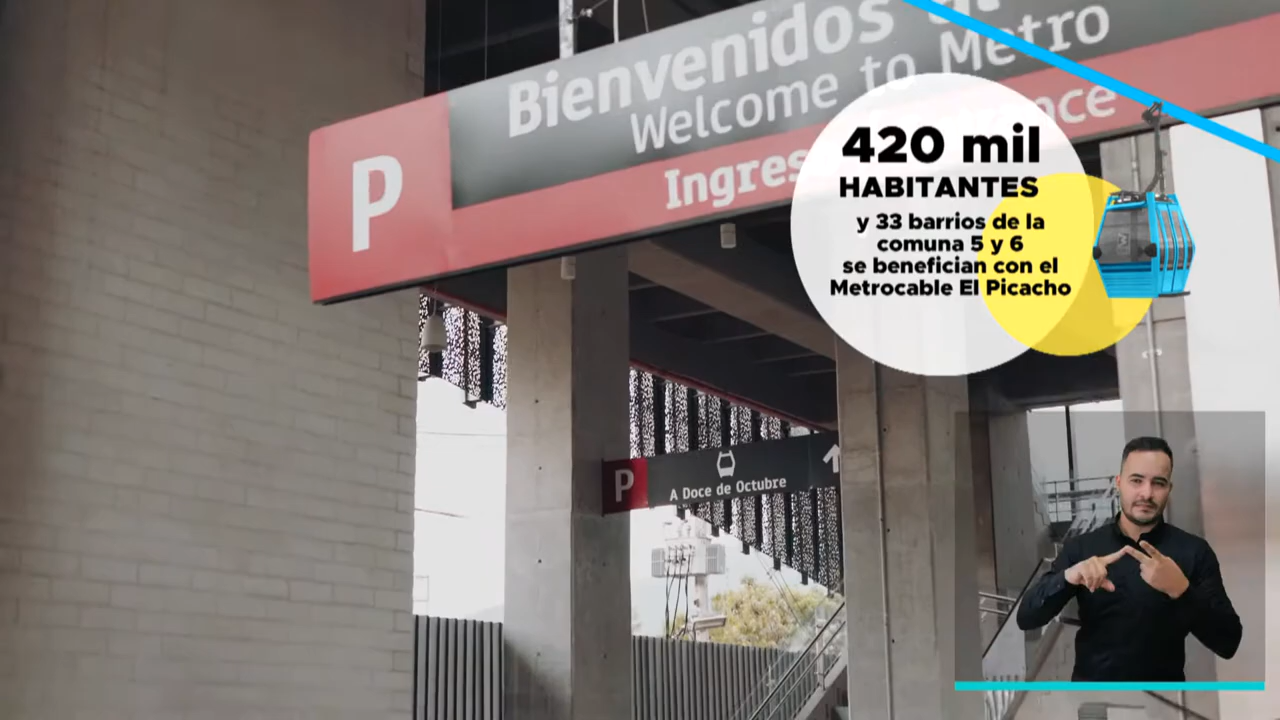 Bienvenidos
Welcome to Metro
Ingres
P
420 mil
HABITANTES
y 33 barrios de la
comuna 5 y 6
se benefician con el
Metrocable El Picacho
P
A Doce de Octubre